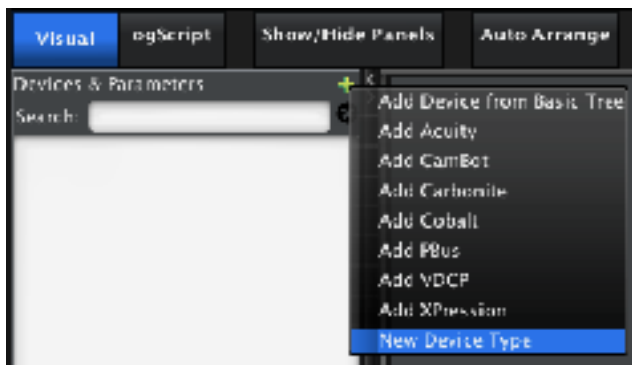 Visual
ogScript
Show/Hide Panels
Auto Arrange
Devices & Parameters
Search:
Add Device from Basic Tree
Add Acuity
Add CamBot
Add Carbonite
Add Cobalt
Add PBus
Add VDCP
Add XPression
New Device Type